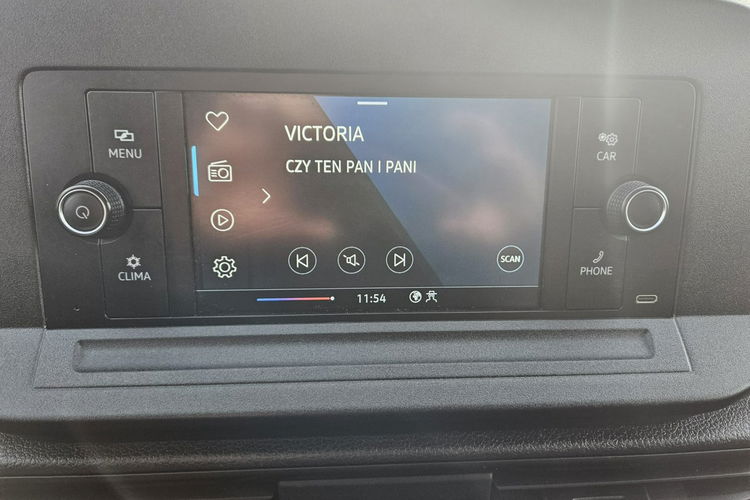 MENU
CLIMA
VICTORIA
CZY TEN PAN I PANI
SCAN
11:54
CAR
PHONE